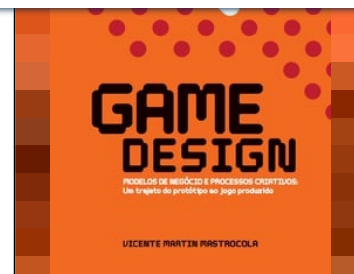 GAME
DESIGN
MODELOS DE NEGÓCIO E PROCESSOS CRIATIVOS:
Um trajeto do protótipo ao jogo produzido
VICENTE MARTIN MASTROCOLA